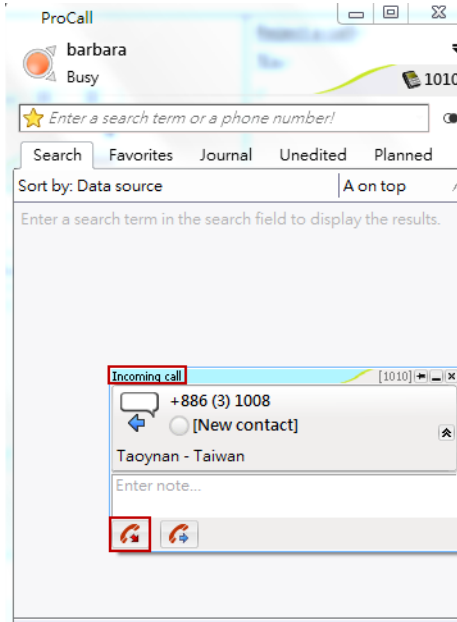 ProCall
barbara
Busy
1010
Enter a search term or a phone number!
Search Favorites Journal Unedited Planned
Sort by: Data source A on top
Enter a search term in the search field to display the results.
Incoming call [1010]
+886 (3) 1008
[New contact]
Taoynan - Taiwan
Enter note...